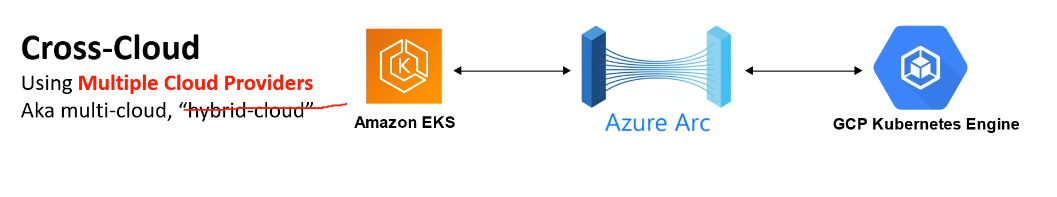 Cross-Cloud
Using Multiple Cloud Providers
Aka multi-cloud, “hybrid-cloud”
K
Amazon EKS
Azure Arc
GCP Kubernetes Engine